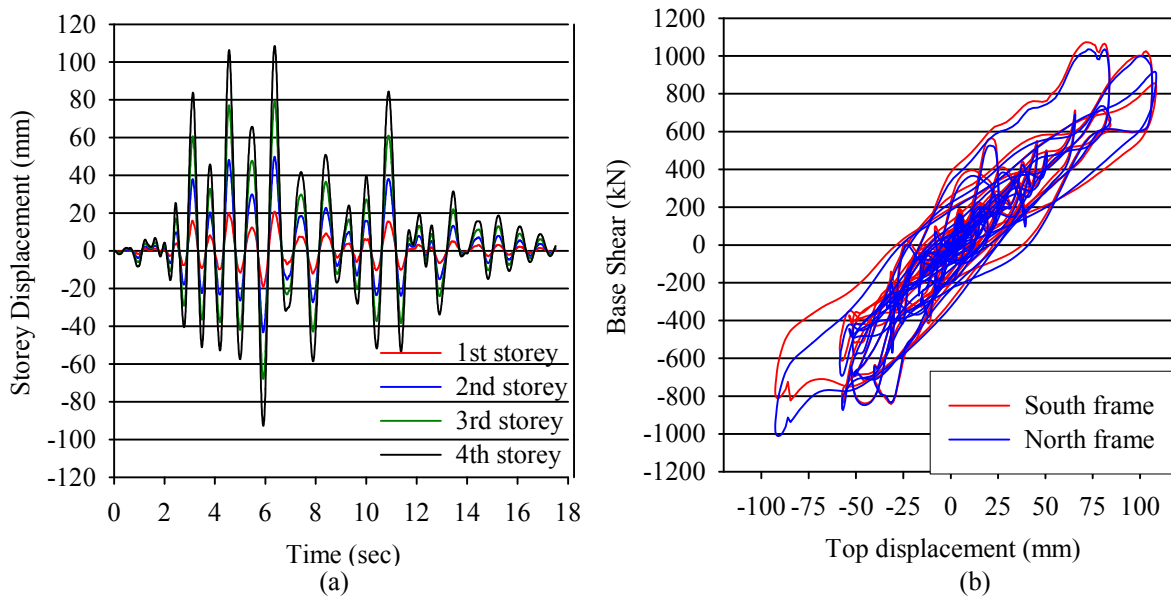 120
100
80
60
40
20
0
-20
-40
-60
-80
-100
-120
Storey Displacement (mm)
0 2 4 6 8 10 12 14 16 18
Time (sec)
1st storey
2nd storey
3rd storey
4th storey
(a)
1200
1000
800
600
400
200
0
-200
-400
-600
-800
-1000
-1200
Base Shear (kN)
South frame
North frame
-100 -75 -50 -25 0 25 50 75 100
Top displacement (mm)
(b)